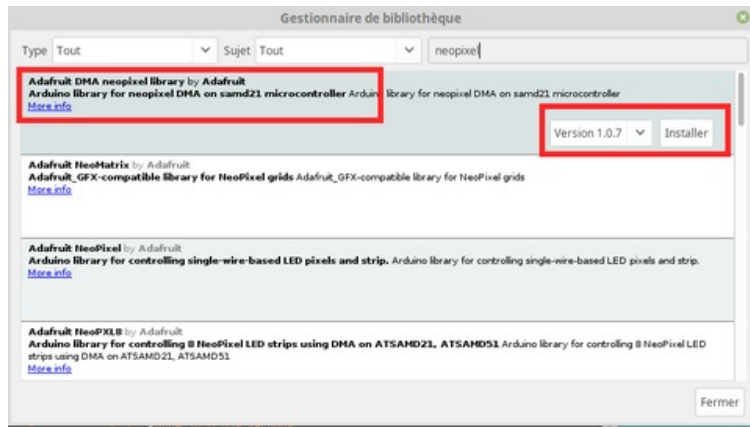 Gestionnaire de bibliothèque
Type Tout Sujet Tout neopixel
Adafruit DMA neopixel library by Adafruit
Arduino library for neopixel DMA on samd21 microcontroller Arduino library for neopixel DMA on samd21 microcontroller
More info
Version 1.0.7 Installer
Adafruit NeoMatrix by Adafruit
Adafruit_GFX-compatible library for NeoPixel grids Adafruit_GFX-compatible library for NeoPixel grids
More info
Adafruit NeoPixel by Adafruit
Arduino library for controlling single-wire-based LED pixels and strip. Arduino library for controlling single-wire-based LED pixels and strip.
More info
Adafruit NeoPXL8 by Adafruit
Arduino library for controlling 8 NeoPixel LED strips using DMA on ATSAMD21, ATSAMD51 Arduino library for controlling 8 NeoPixel LED
strips using DMA on ATSAMD21, ATSAMD51
More info
Fermer